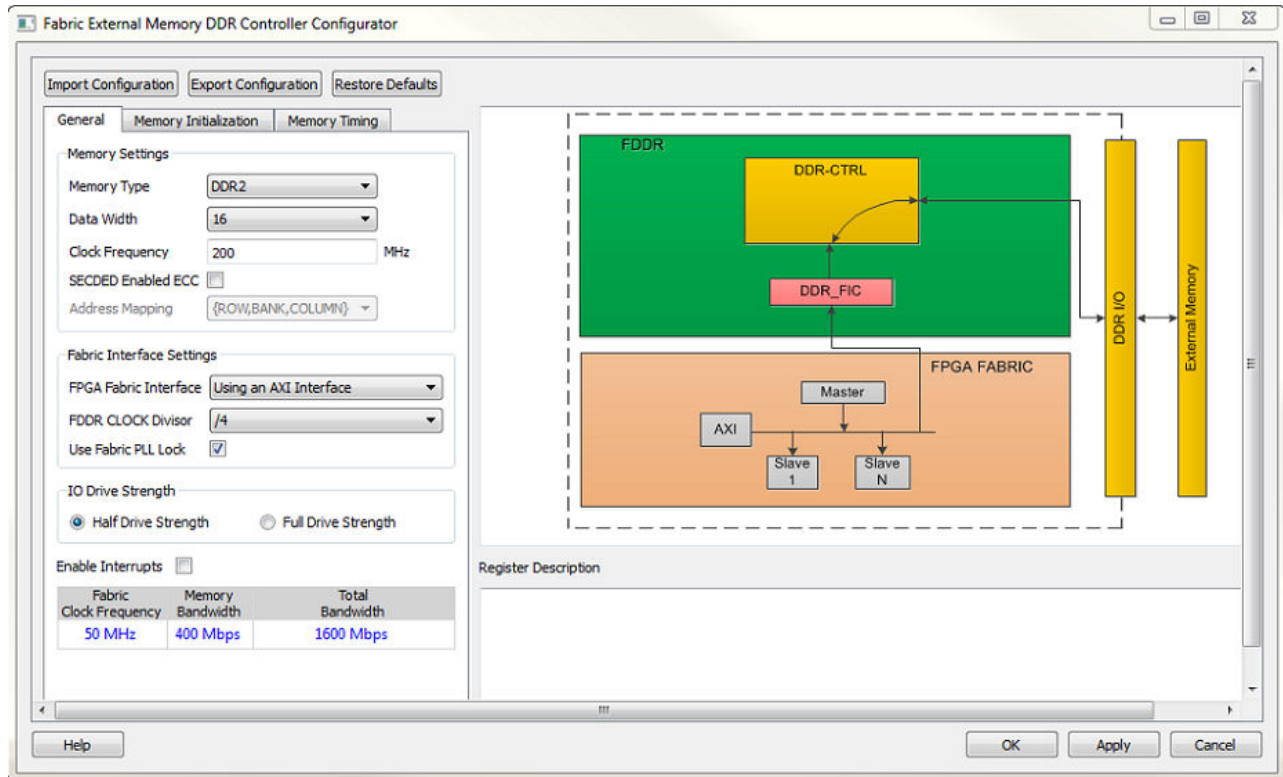 Fabric External Memory DDR Controller Configurator
Import Configuration Export Configuration Restore Defaults
General Memory Initialization Memory Timing
Memory Settings
Memory Type DDR2
Data Width 16
Clock Frequency 200 MHz
SECDED Enabled ECC
Address Mapping {ROW,BANK,COLUMN}
Fabric Interface Settings
FPGA Fabric Interface Using an AXI Interface
FDDR CLOCK Divisor /4
Use Fabric PLL Lock
IO Drive Strength
Half Drive Strength Full Drive Strength
Enable Interrupts
Fabric Clock Frequency Memory Bandwidth Total Bandwidth
50 MHz 400 Mbps 1600 Mbps
FDDR
DDR-CTRL
DDR_FIC
FPGA FABRIC
Master
AXI
Slave 1
Slave N
DDR I/O
External Memory
Register Description
Help OK Apply Cancel